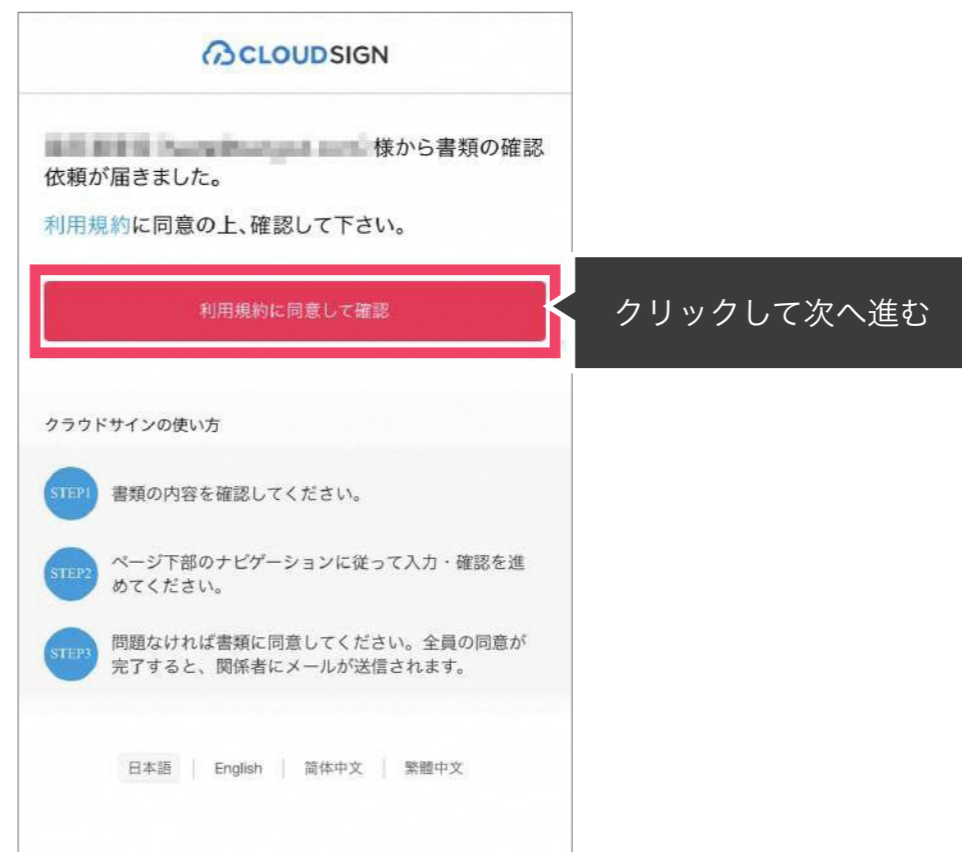 CLOUDSIGN
様から書類の確認
依頼が届きました。
利用規約に同意の上、確認して下さい。
利用規約に同意して確認
クリックして次へ進む
クラウドサインの使い方
STEP1 書類の内容を確認してください。
STEP2 ページ下部のナビゲーションに従って入力・確認を進
めてください。
STEP3 問題なければ書類に同意してください。全員の同意が
完了すると、関係者にメールが送信されます。
日本語 | English | 简体中文 | 繁體中文